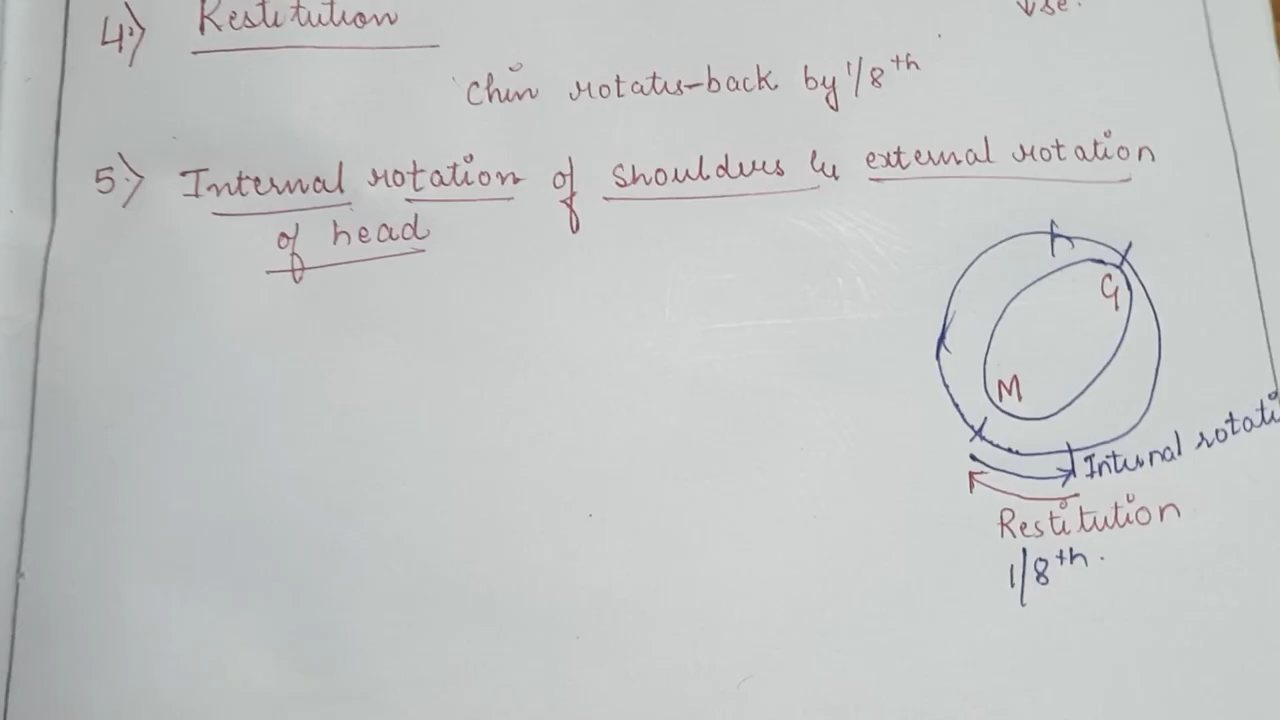 4.) Restitution
Chin rotates-back by 1/8th
5.) Internal rotation of shoulders & external rotation
of head
G
M
Internal rotati
Restitution
1/8th.